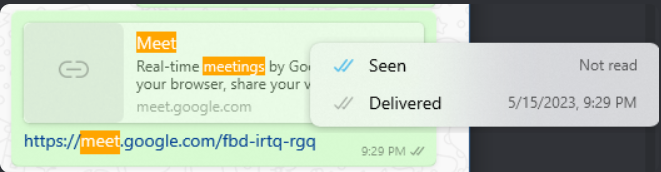 Meet
Real-time meetings by Goo
your browser, share your v
meet.google.com
https://meet.google.com/fbd-irtq-rgq
9:29 PM
Seen
Not read
Delivered
5/15/2023, 9:29 PM